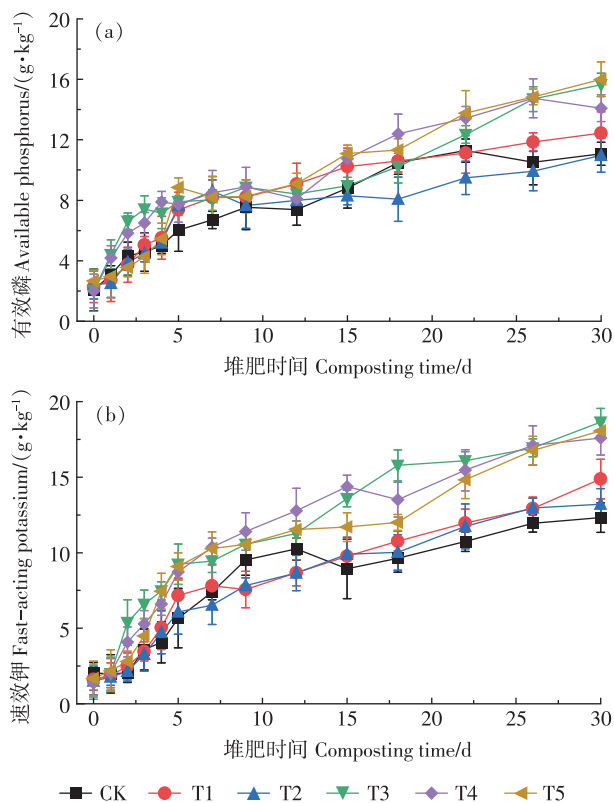 (a)
有效磷 Available phosphorus/(g·kg⁻¹)
20
16
12
8
4
0
0 5 10 15 20 25 30
堆肥时间 Composting time/d
(b)
速效钾 Fast-acting potassium/(g·kg⁻¹)
20
15
10
5
0
0 5 10 15 20 25 30
堆肥时间 Composting time/d
CK T1 T2 T3 T4 T5